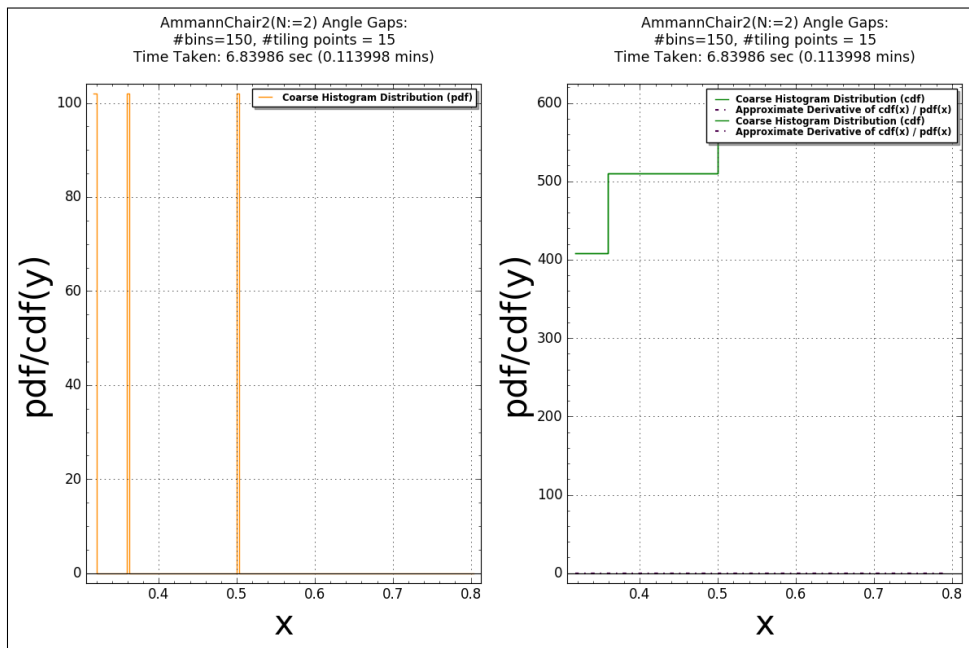 AmmannChair2(N:=2) Angle Gaps:
#bins=150, #tiling points = 15
Time Taken: 6.83986 sec (0.113998 mins)
Coarse Histogram Distribution (pdf)
pdf/cdf(y)
100
80
60
40
20
0
0.4 0.5 0.6 0.7 0.8
x
AmmannChair2(N:=2) Angle Gaps:
#bins=150, #tiling points = 15
Time Taken: 6.83986 sec (0.113998 mins)
Coarse Histogram Distribution (cdf)
Approximate Derivative of cdf(x) / pdf(x)
Coarse Histogram Distribution (cdf)
Approximate Derivative of cdf(x) / pdf(x)
pdf/cdf(y)
600
500
400
300
200
100
0
0.4 0.5 0.6 0.7 0.8
x